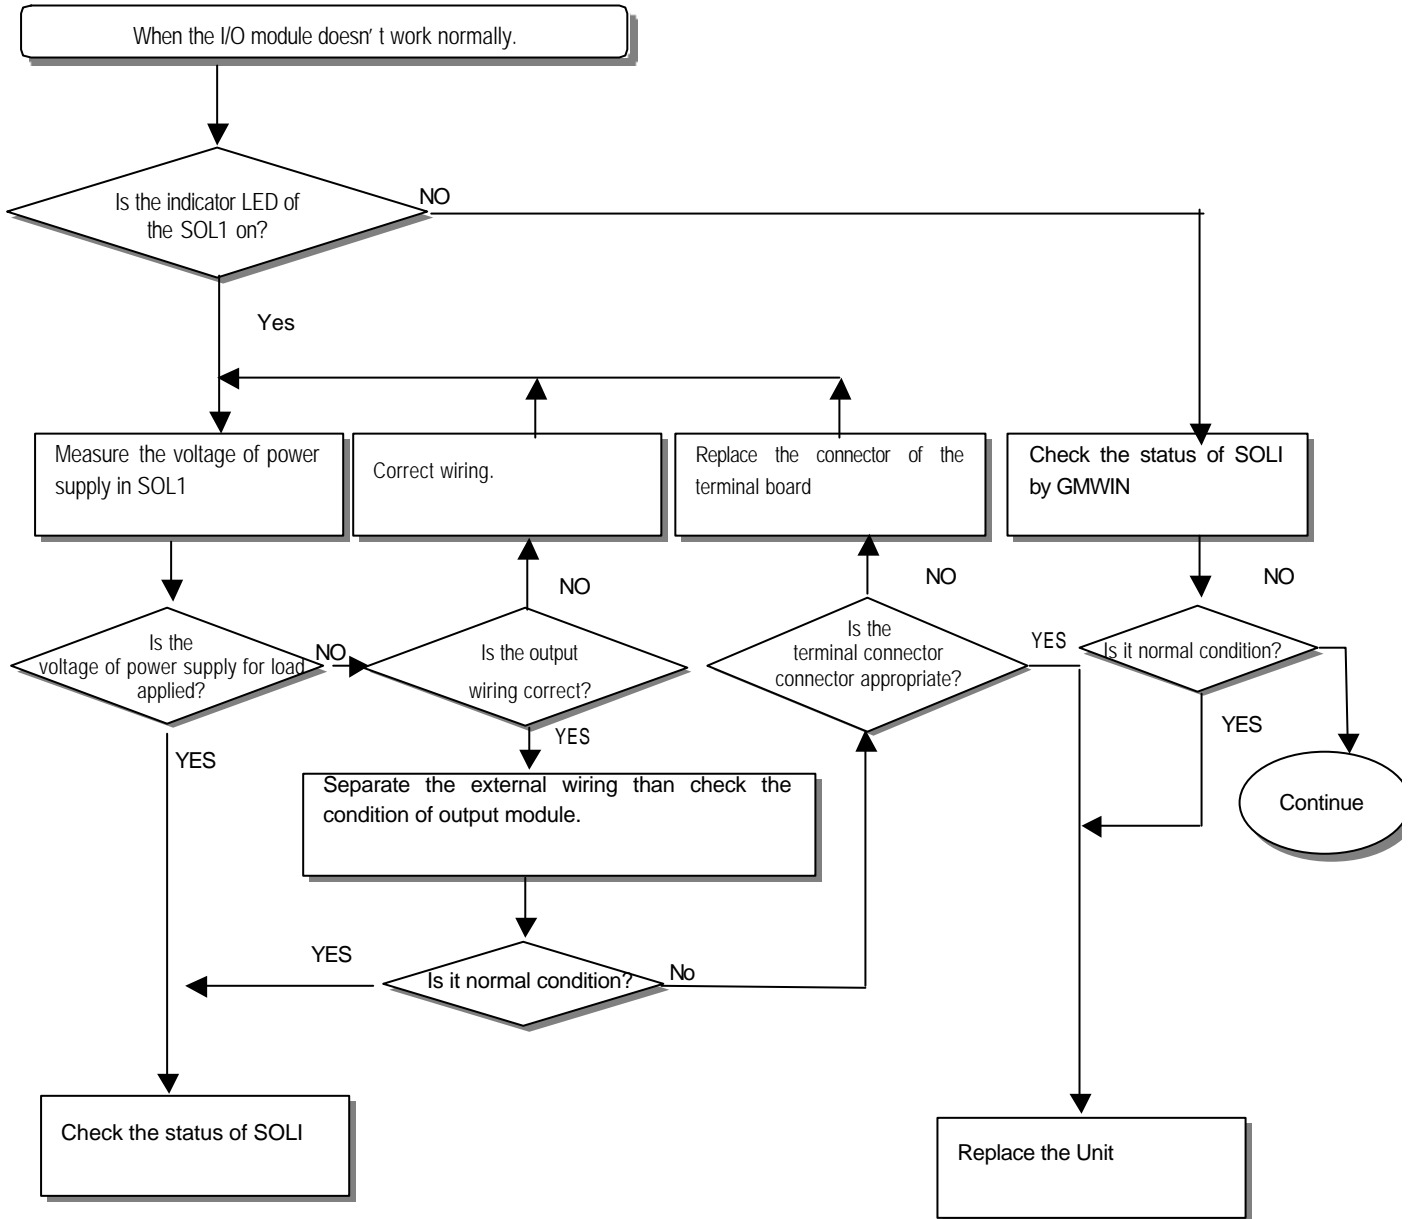 When the I/O module doesn' t work normally.
Is the indicator LED of
the SOL1 on?
NO
Yes
Measure the voltage of power
supply in SOL1
Correct wiring.
Replace the connector of the
terminal board
Check the status of SOLI
by GMWIN
NO
NO
NO
Is the
voltage of power supply for load
applied?
NO
Is the output
wiring correct?
Is the
terminal connector
connector appropriate?
YES
Is it normal condition?
YES
YES
YES
Separate the external wiring than check the
condition of output module.
Continue
YES
Is it normal condition?
No
Check the status of SOLI
Replace the Unit